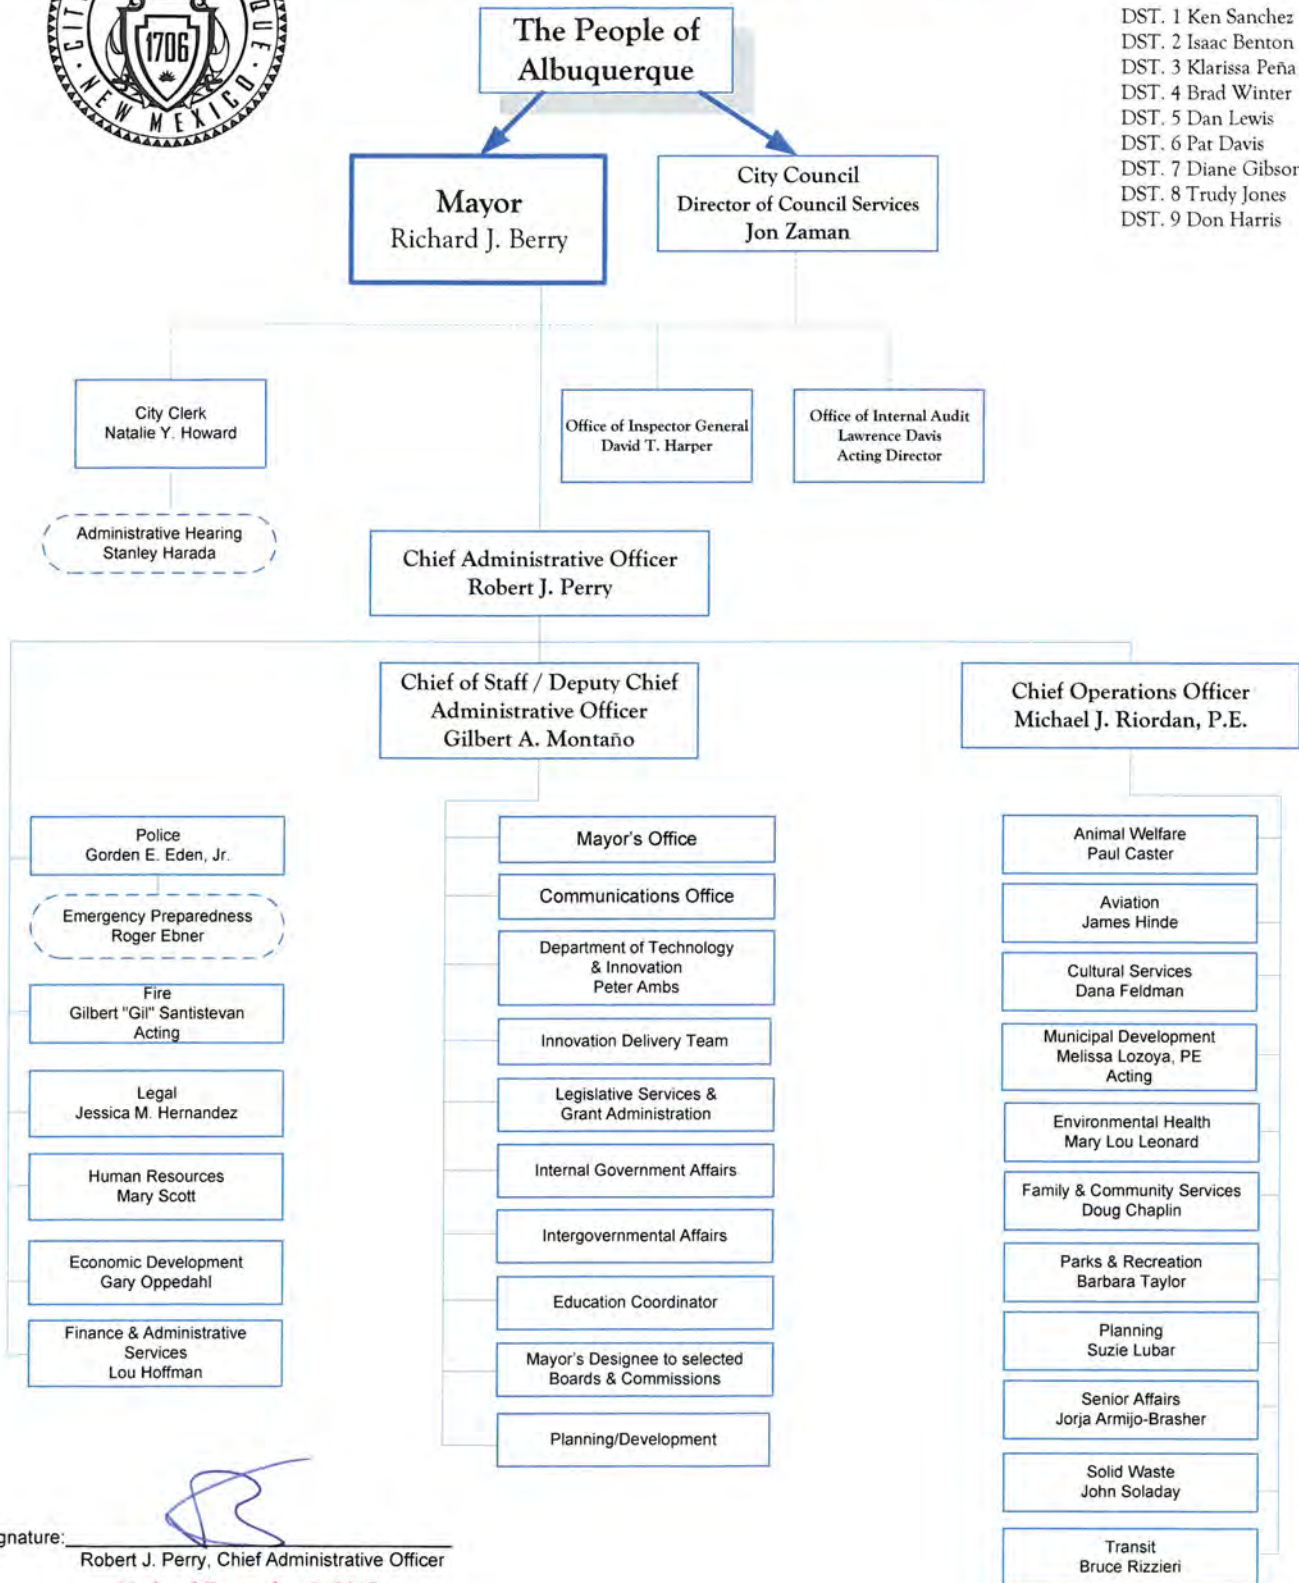 1706
NEW MEXICO
The People of
Albuquerque
DST. 1 Ken Sanchez
DST. 2 Isaac Benton
DST. 3 Klarissa Peña
DST. 4 Brad Winter
DST. 5 Dan Lewis
DST. 6 Pat Davis
DST. 7 Diane Gibson
DST. 8 Trudy Jones
DST. 9 Don Harris
Mayor
Richard J. Berry
City Council
Director of Council Services
Jon Zaman
City Clerk
Natalie Y. Howard
Office of Inspector General
David T. Harper
Office of Internal Audit
Lawrence Davis
Acting Director
Administrative Hearing
Stanley Harada
Chief Administrative Officer
Robert J. Perry
Chief of Staff / Deputy Chief
Administrative Officer
Gilbert A. Montaño
Chief Operations Officer
Michael J. Riordan, P.E.
Police
Gorden E. Eden, Jr.
Emergency Preparedness
Roger Ebner
Fire
Gilbert "Gil" Santistevan
Acting
Legal
Jessica M. Hernandez
Human Resources
Mary Scott
Economic Development
Gary Oppedahl
Finance & Administrative
Services
Lou Hoffman
Mayor's Office
Communications Office
Department of Technology
& Innovation
Peter Ambs
Innovation Delivery Team
Legislative Services &
Grant Administration
Internal Government Affairs
Intergovernmental Affairs
Education Coordinator
Mayor's Designee to selected
Boards & Commissions
Planning/Development
Animal Welfare
Paul Caster
Aviation
James Hinde
Cultural Services
Dana Feldman
Municipal Development
Melissa Lozoya, PE
Acting
Environmental Health
Mary Lou Leonard
Family & Community Services
Doug Chaplin
Parks & Recreation
Barbara Taylor
Planning
Suzie Lubar
Senior Affairs
Jorja Armijo-Brasher
Solid Waste
John Soladay
Transit
Bruce Rizzieri
gnature:
Robert J. Perry, Chief Administrative Officer